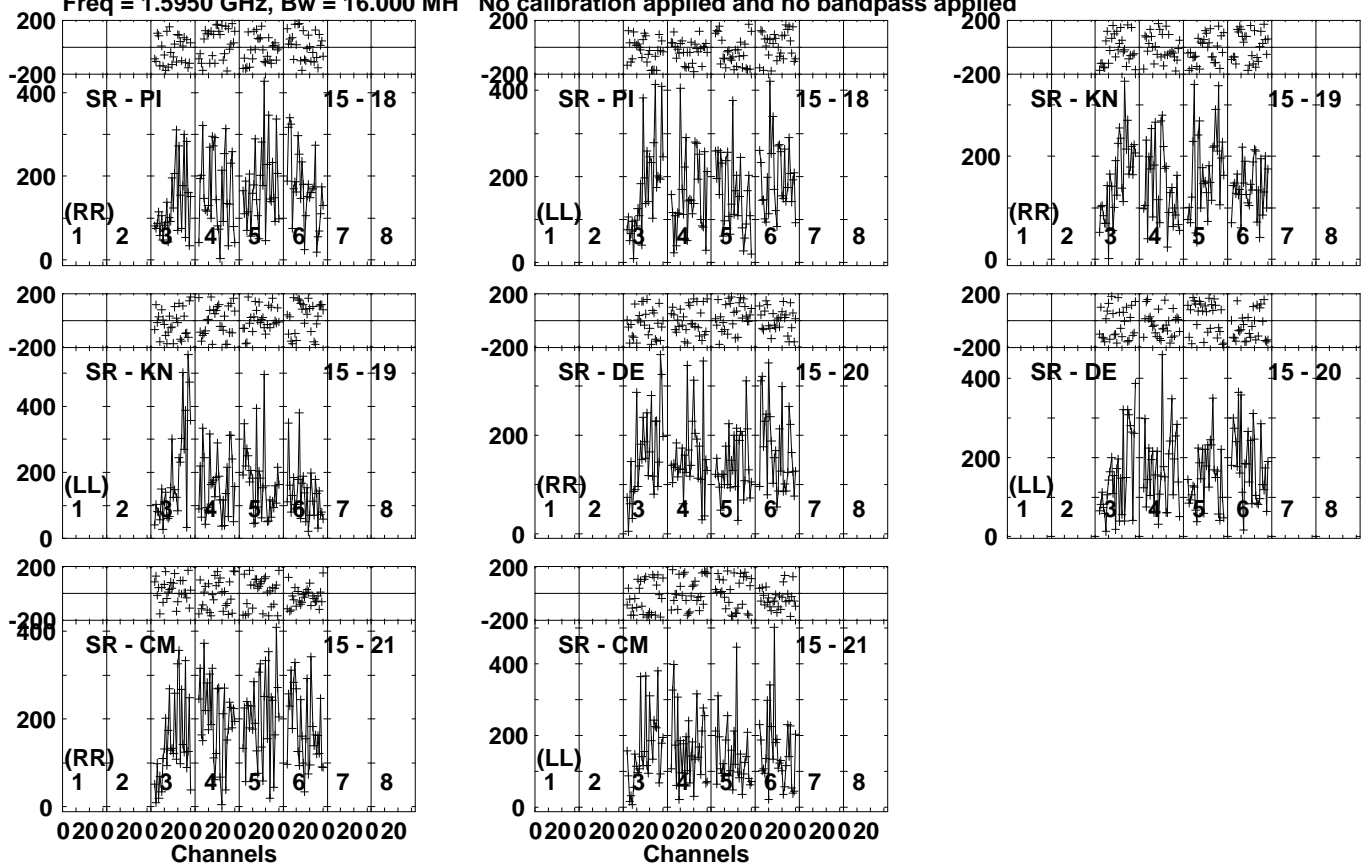 Freq = 1.5950 GHz, Bw = 16.000 MH No calibration applied and no bandpass applied
200
-200
400
200
0
SR - PI 15 - 18
(RR)
1 2 3 4 5 6 7 8
200
-200
400
200
0
SR - PI 15 - 18
(LL)
1 2 3 4 5 6 7 8
200
-200
200
0
SR - KN 15 - 19
(RR)
1 2 3 4 5 6 7 8
200
-200
400
200
0
SR - KN 15 - 19
(LL)
1 2 3 4 5 6 7 8
200
-200
200
0
SR - DE 15 - 20
(RR)
1 2 3 4 5 6 7 8
200
-200
400
200
0
SR - DE 15 - 20
(LL)
1 2 3 4 5 6 7 8
200
-200
400
200
0
SR - CM 15 - 21
(RR)
1 2 3 4 5 6 7 8
0 20 0 20 0 20 0 20 0 20 0 20 0 20 0 20
Channels
200
-200
400
200
0
SR - CM 15 - 21
(LL)
1 2 3 4 5 6 7 8
0 20 0 20 0 20 0 20 0 20 0 20 0 20 0 20
Channels